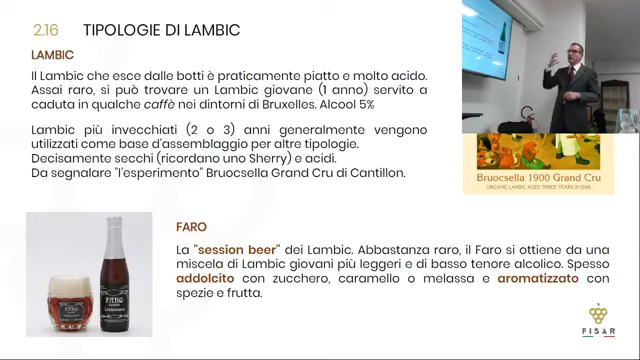 2.16 TIPOLOGIE DI LAMBIC
LAMBIC
Il Lambic che esce dalle botti è praticamente piatto e molto acido.
Assai raro, si può trovare un Lambic giovane (1 anno) servito a
caduta in qualche caffè nei dintorni di Bruxelles. Alcool 5%
Lambic più invecchiati (2 o 3) anni generalmente vengono
utilizzati come base d'assemblaggio per altre tipologie.
Decisamente secchi (ricordano uno Sherry) e acidi.
Da segnalare "l'esperimento" Bruocsella Grand Cru di Cantillon.
Bruocsella 1900 Grand Cru
ORGANIC LAMBIC AGED THREE YEARS IN OAK
FARO
La "session beer" dei Lambic. Abbastanza raro, il Faro si ottiene da una
miscela di Lambic giovani più leggeri e di basso tenore alcolico. Spesso
addolcito con zucchero, caramello o melassa e aromatizzato con
spezie e frutta.
FARO
FARO
FISAR